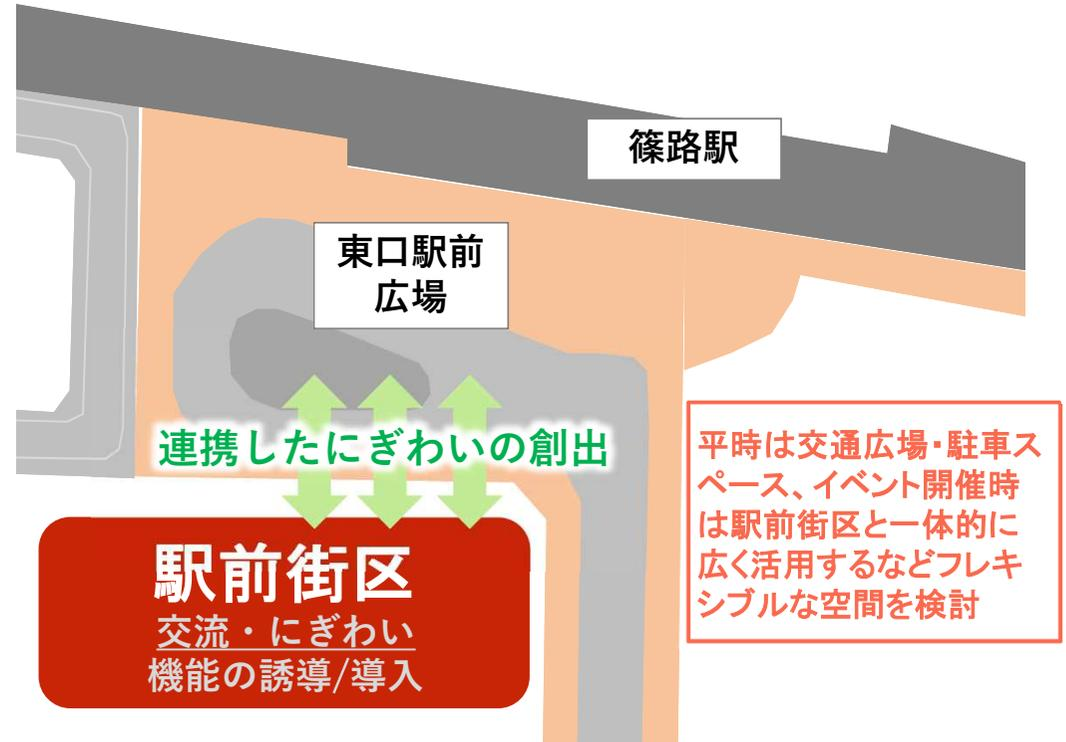 篠路駅
東口駅前
広場
連携したにぎわいの創出
平時は交通広場・駐車ス
ペース、イベント開催時
は駅前街区と一体的に
広く活用するなどフレキ
シブルな空間を検討
駅前街区
交流・にぎわい
機能の誘導/導入